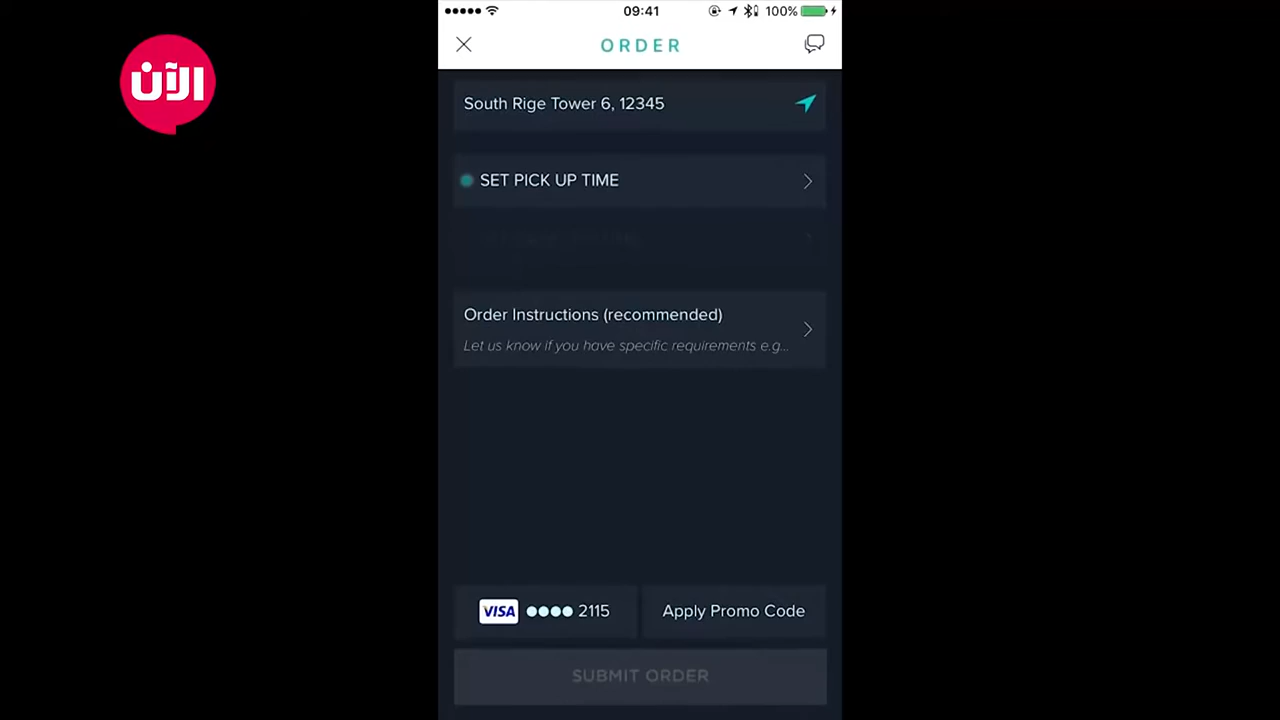 09:41
100%
الآن
ORDER
South Rige Tower 6, 12345
SET PICK UP TIME
Order Instructions (recommended)
Let us know if you have specific requirements e.g...
VISA ●●●● 2115
Apply Promo Code
SUBMIT ORDER